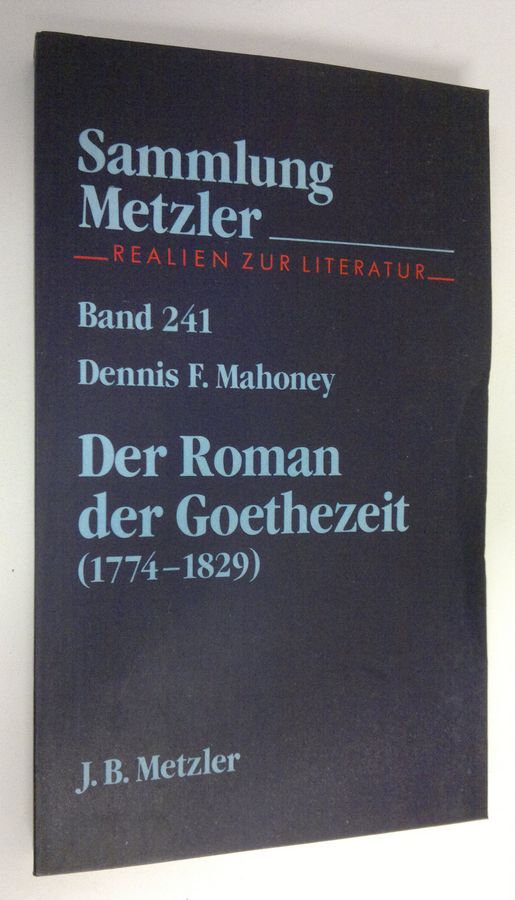 Sammlung
Metzler
REALIEN ZUR LITERATUR
Band 241
Dennis F. Mahoney
Der Roman
der Goethezeit
(1774–1829)
J. B. Metzler